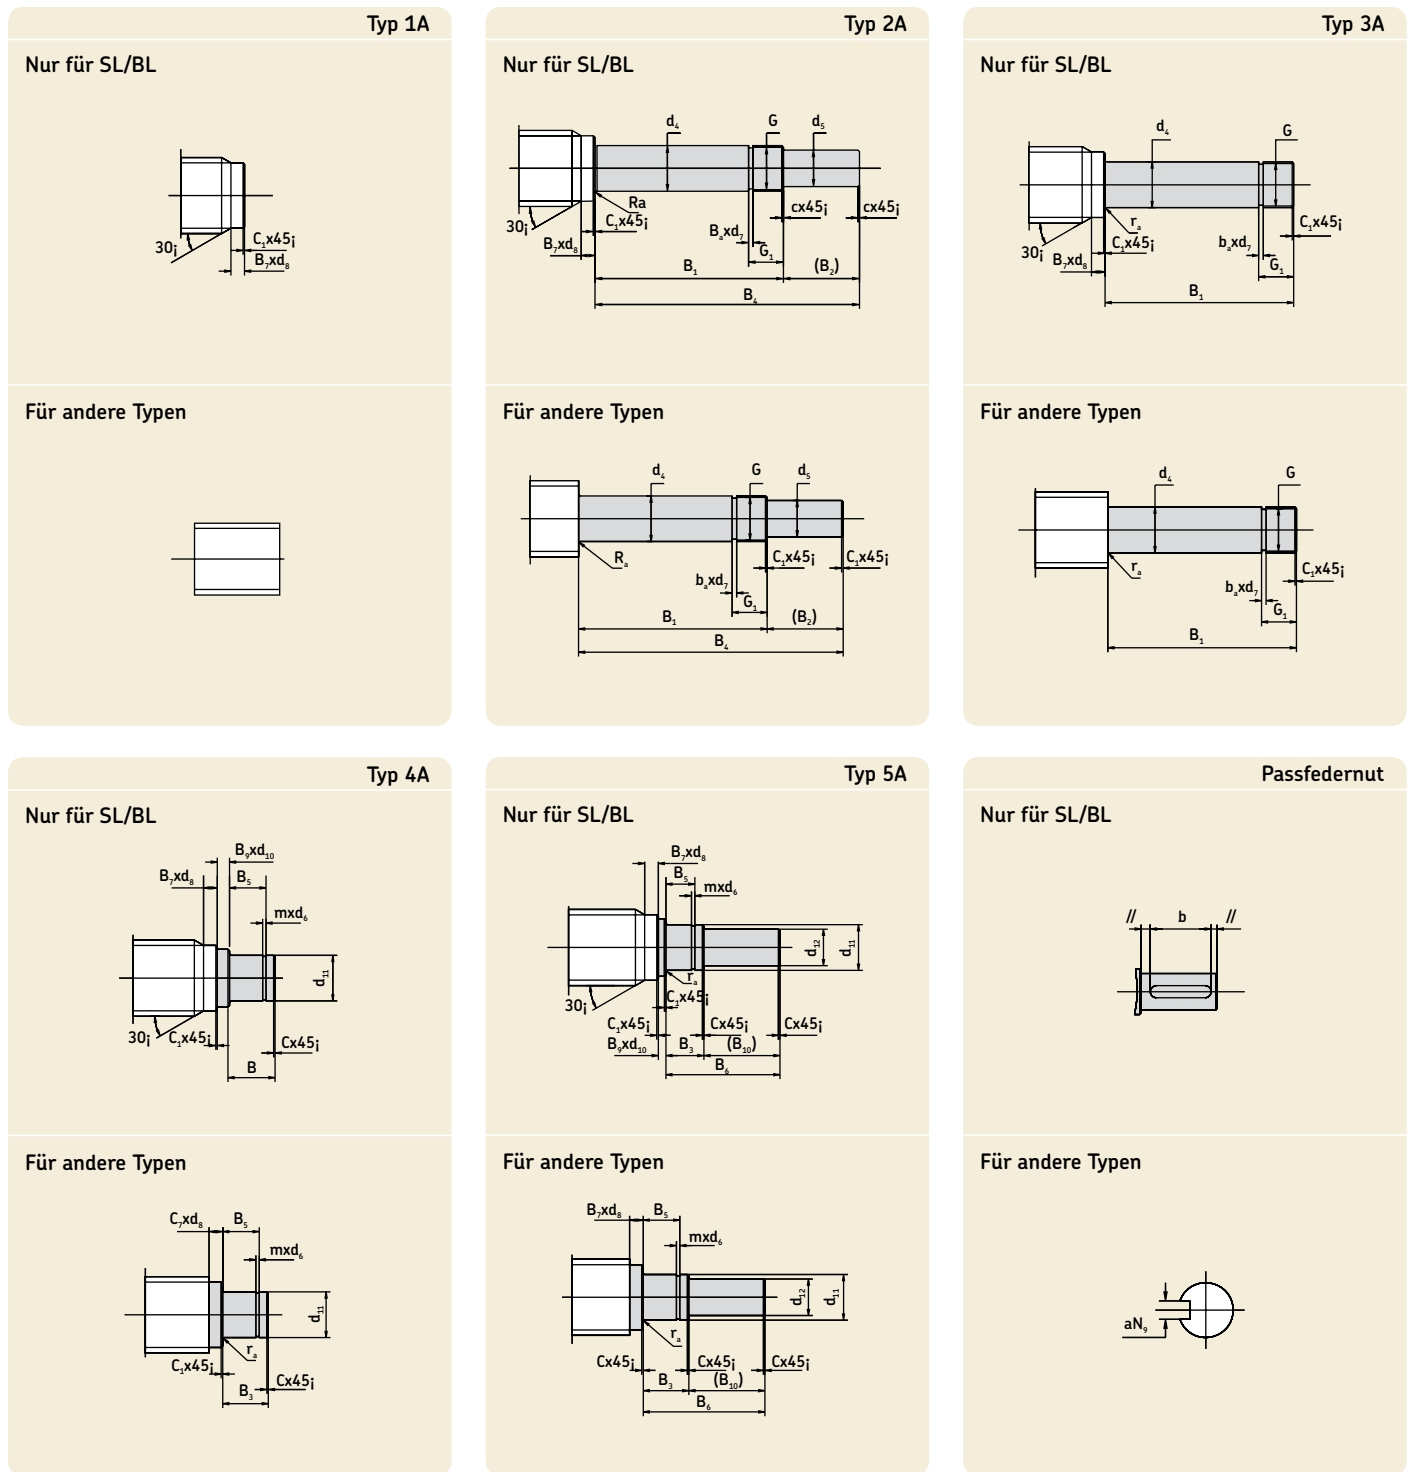 Typ 1A
Nur für SL/BL
30¡
C₁x45¡
B₇xd₈
Für andere Typen
Typ 2A
Nur für SL/BL
d₄
G
d₅
Ra
30¡
C₁x45¡
cx45¡
cx45¡
B₇xd₈
Bₐxd₇
G₁
B₁
(B₂)
B₄
Für andere Typen
d₄
G
d₅
Rₐ
C₁x45¡
C₁x45¡
bₐxd₇
G₁
B₁
(B₂)
B₄
Typ 3A
Nur für SL/BL
d₄
G
rₐ
30¡
C₁x45¡
C₁x45¡
B₇xd₈
bₐxd₇
G₁
B₁
Für andere Typen
d₄
G
rₐ
C₁x45¡
bₐxd₇
G₁
B₁
Typ 4A
Nur für SL/BL
B₉xd₁₀
B₇xd₈
B₅
mxd₆
d₁₁
30¡
C₁x45¡
Cx45¡
B
Für andere Typen
C₇xd₈
B₅
mxd₆
d₁₁
rₐ
C₁x45¡
Cx45¡
B₃
Typ 5A
Nur für SL/BL
B₇xd₈
B₅
mxd₆
d₁₂
d₁₁
rₐ
30¡
C₁x45¡
C₁x45¡
Cx45¡
Cx45¡
B₉xd₁₀
B₃
(B₁₀)
B₆
Für andere Typen
B₇xd₈
B₅
mxd₆
d₁₂
d₁₁
rₐ
Cx45¡
Cx45¡
Cx45¡
B₃
(B₁₀)
B₆
Passfedernut
Nur für SL/BL
//
b
//
Für andere Typen
aN₉